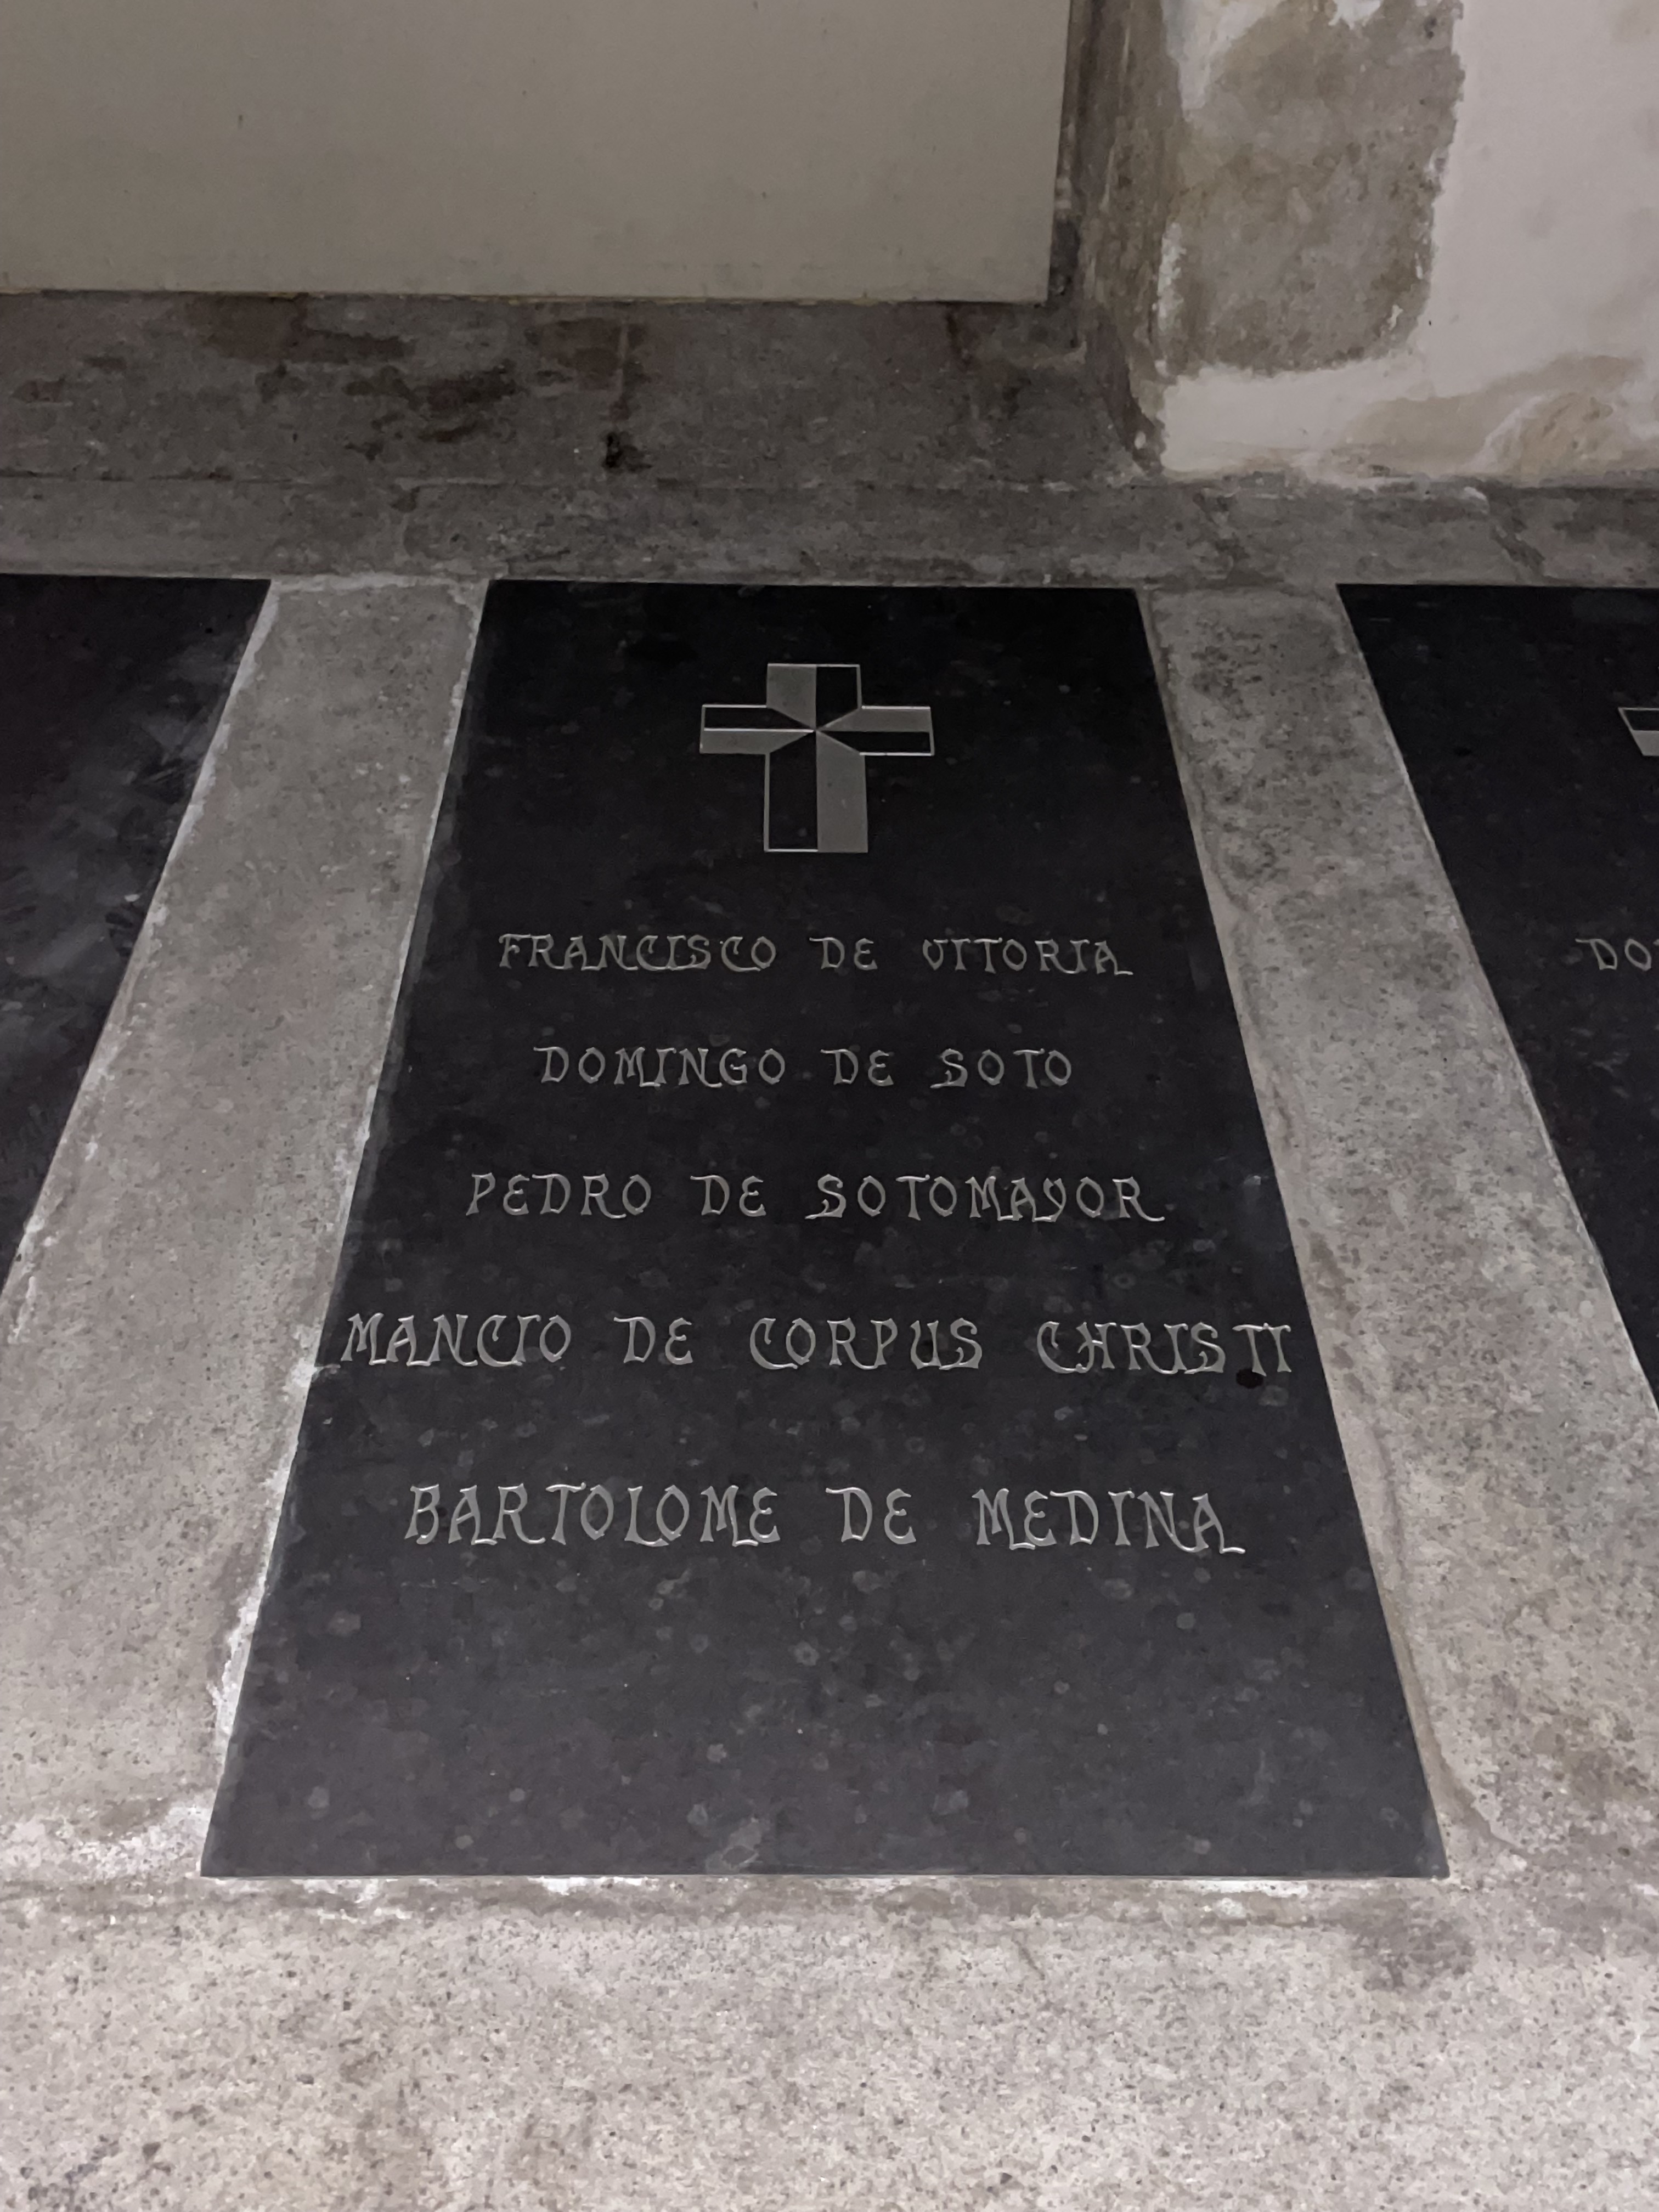 FRANCISCO DE VITORIA
DOMINGO DE SOTO
PEDRO DE SOTOMAYOR
MANCIO DE CORPUS CHRISTI
BARTOLOME DE MEDINA